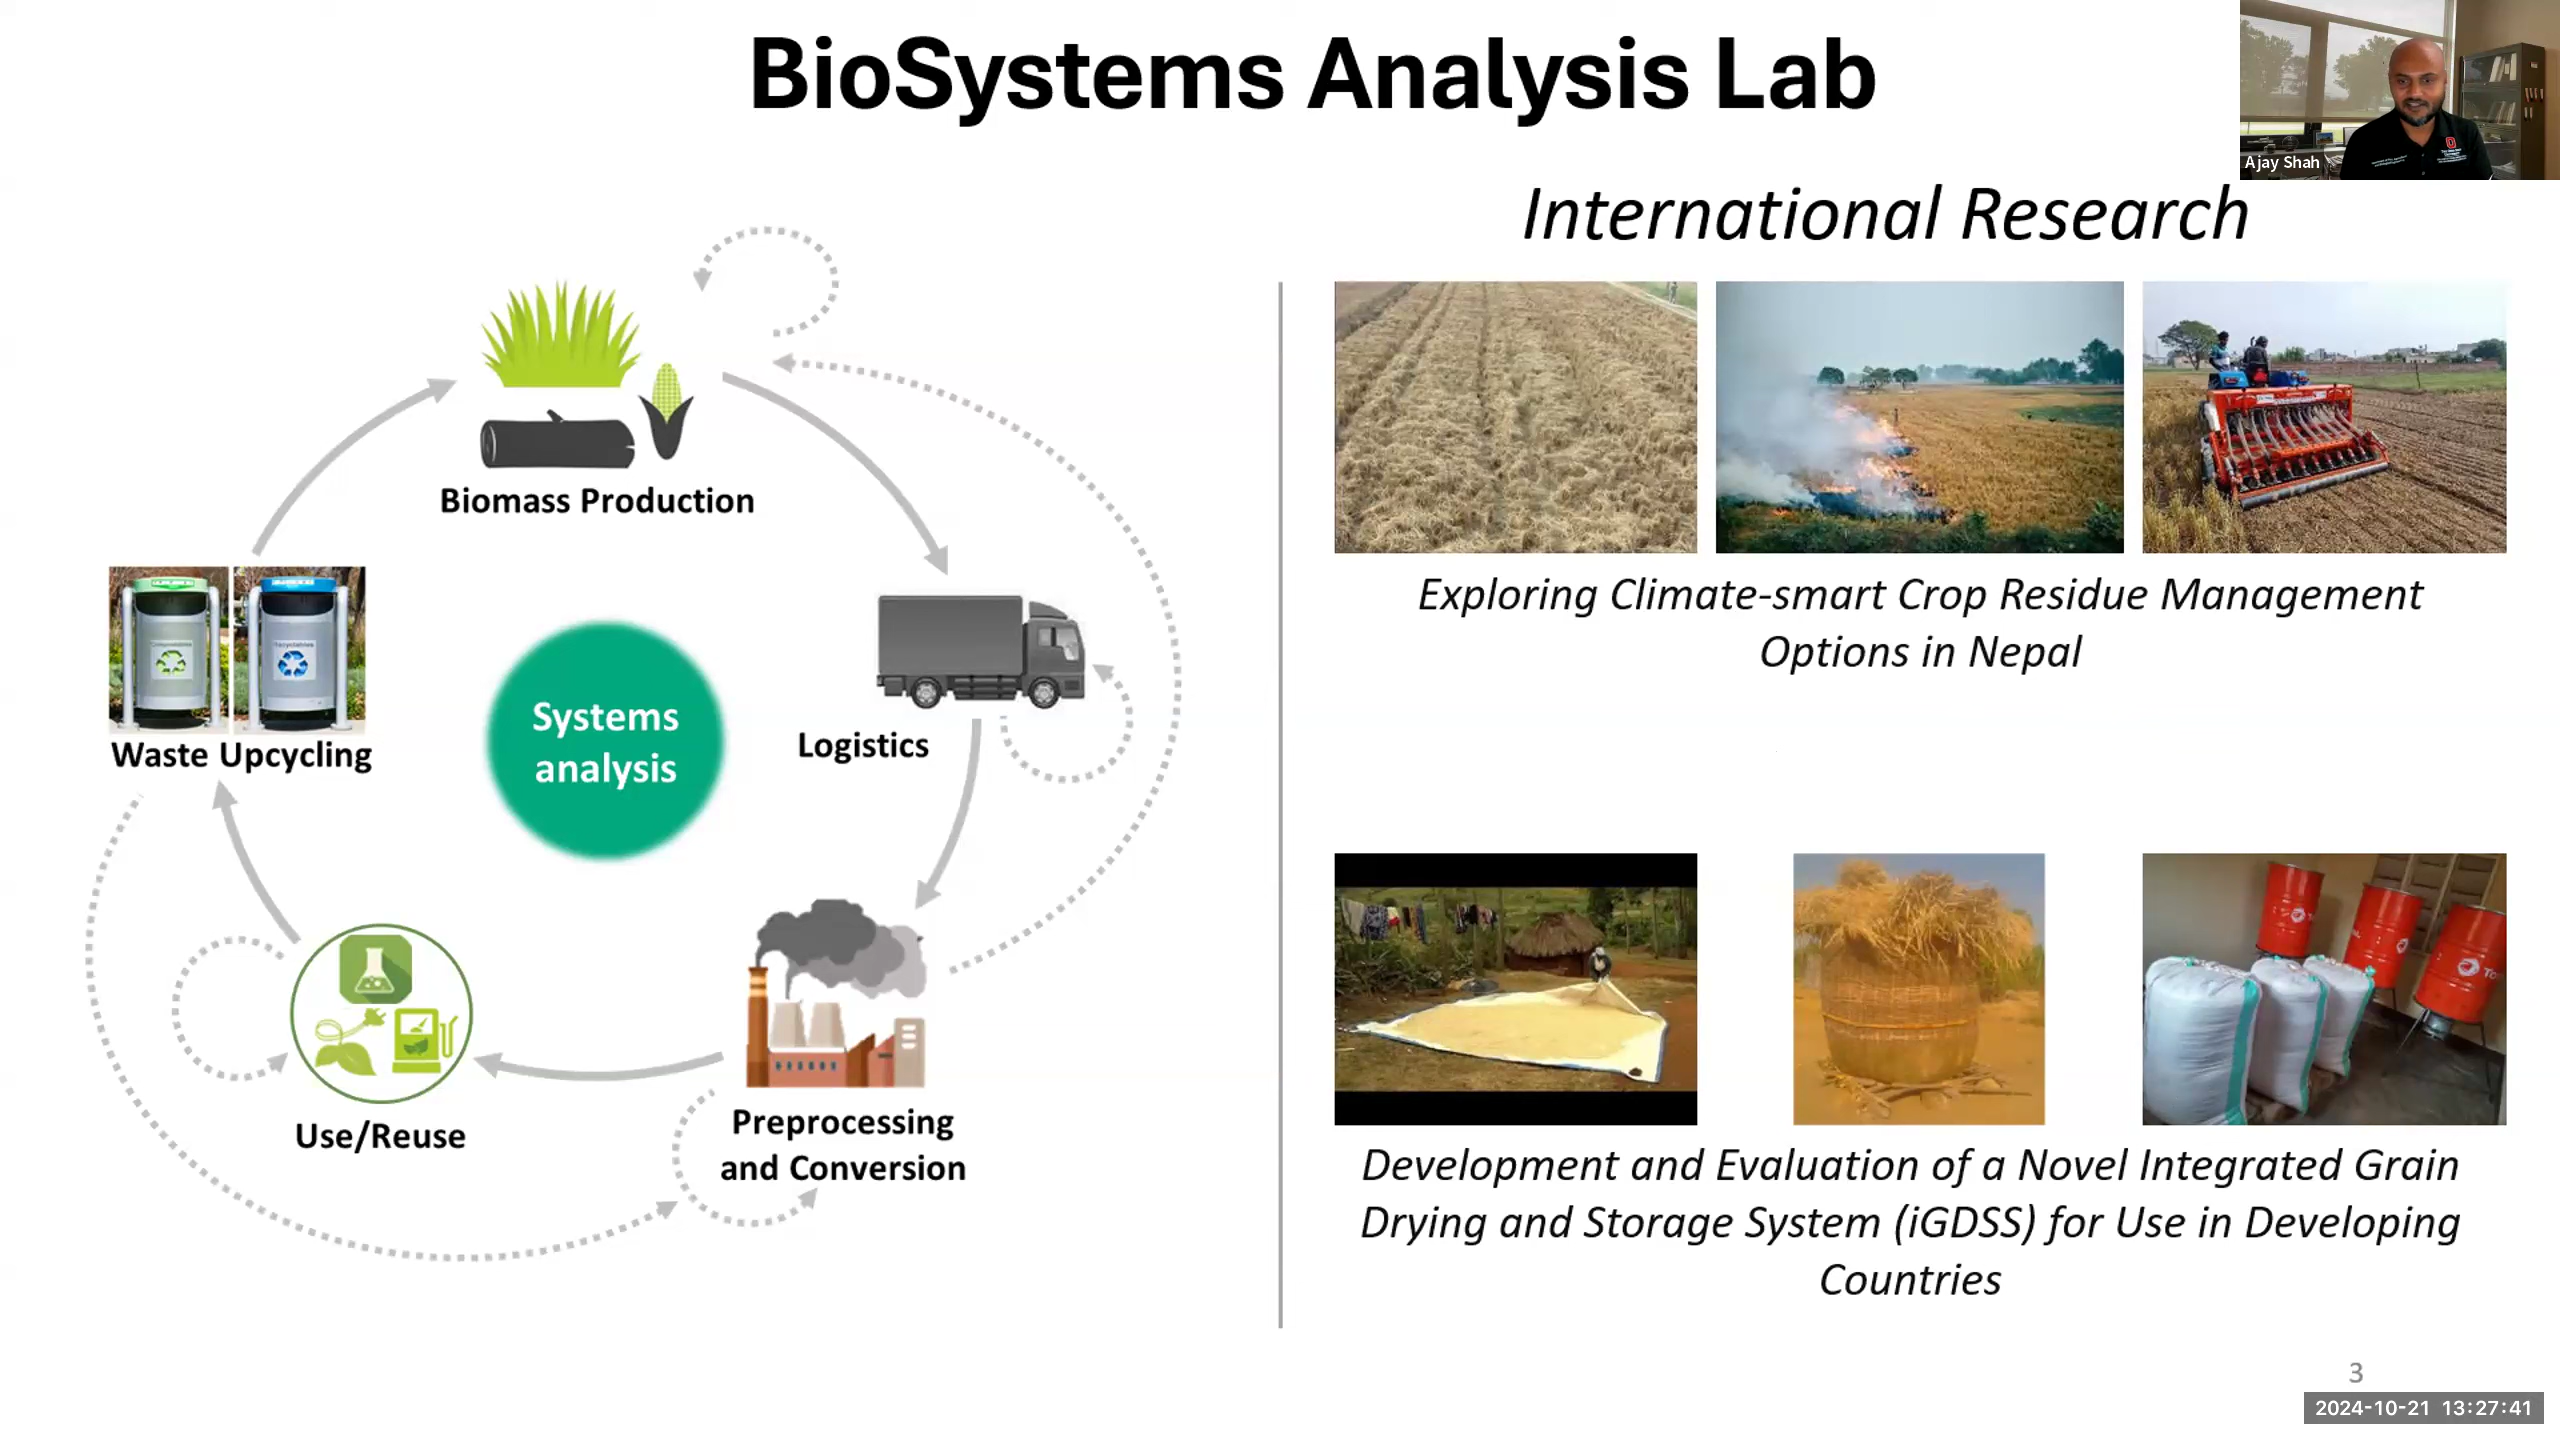 BioSystems Analysis Lab
Ajay Shah
International Research
Biomass Production
Waste Upcycling
Systems
analysis
Logistics
Use/Reuse
Preprocessing
and Conversion
Exploring Climate-smart Crop Residue Management
Options in Nepal
Development and Evaluation of a Novel Integrated Grain
Drying and Storage System (iGDSS) for Use in Developing
Countries
3
2024-10-21 13:27:41